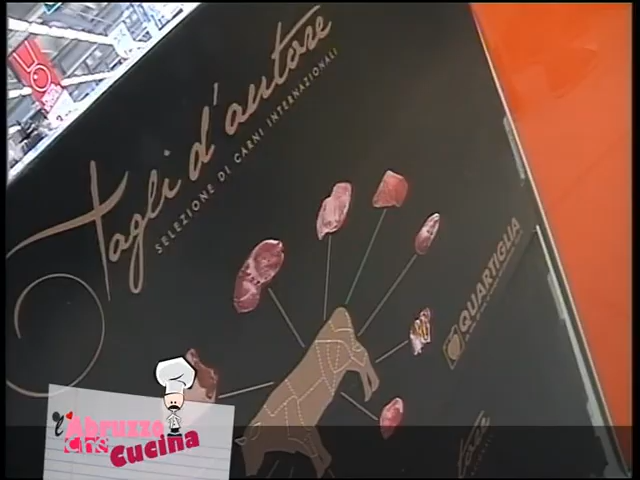 Tagli d'autore
SELEZIONE DI CARNI INTERNAZIONALI
QUARTIGLIA
l'Abruzzo
che
Cucina